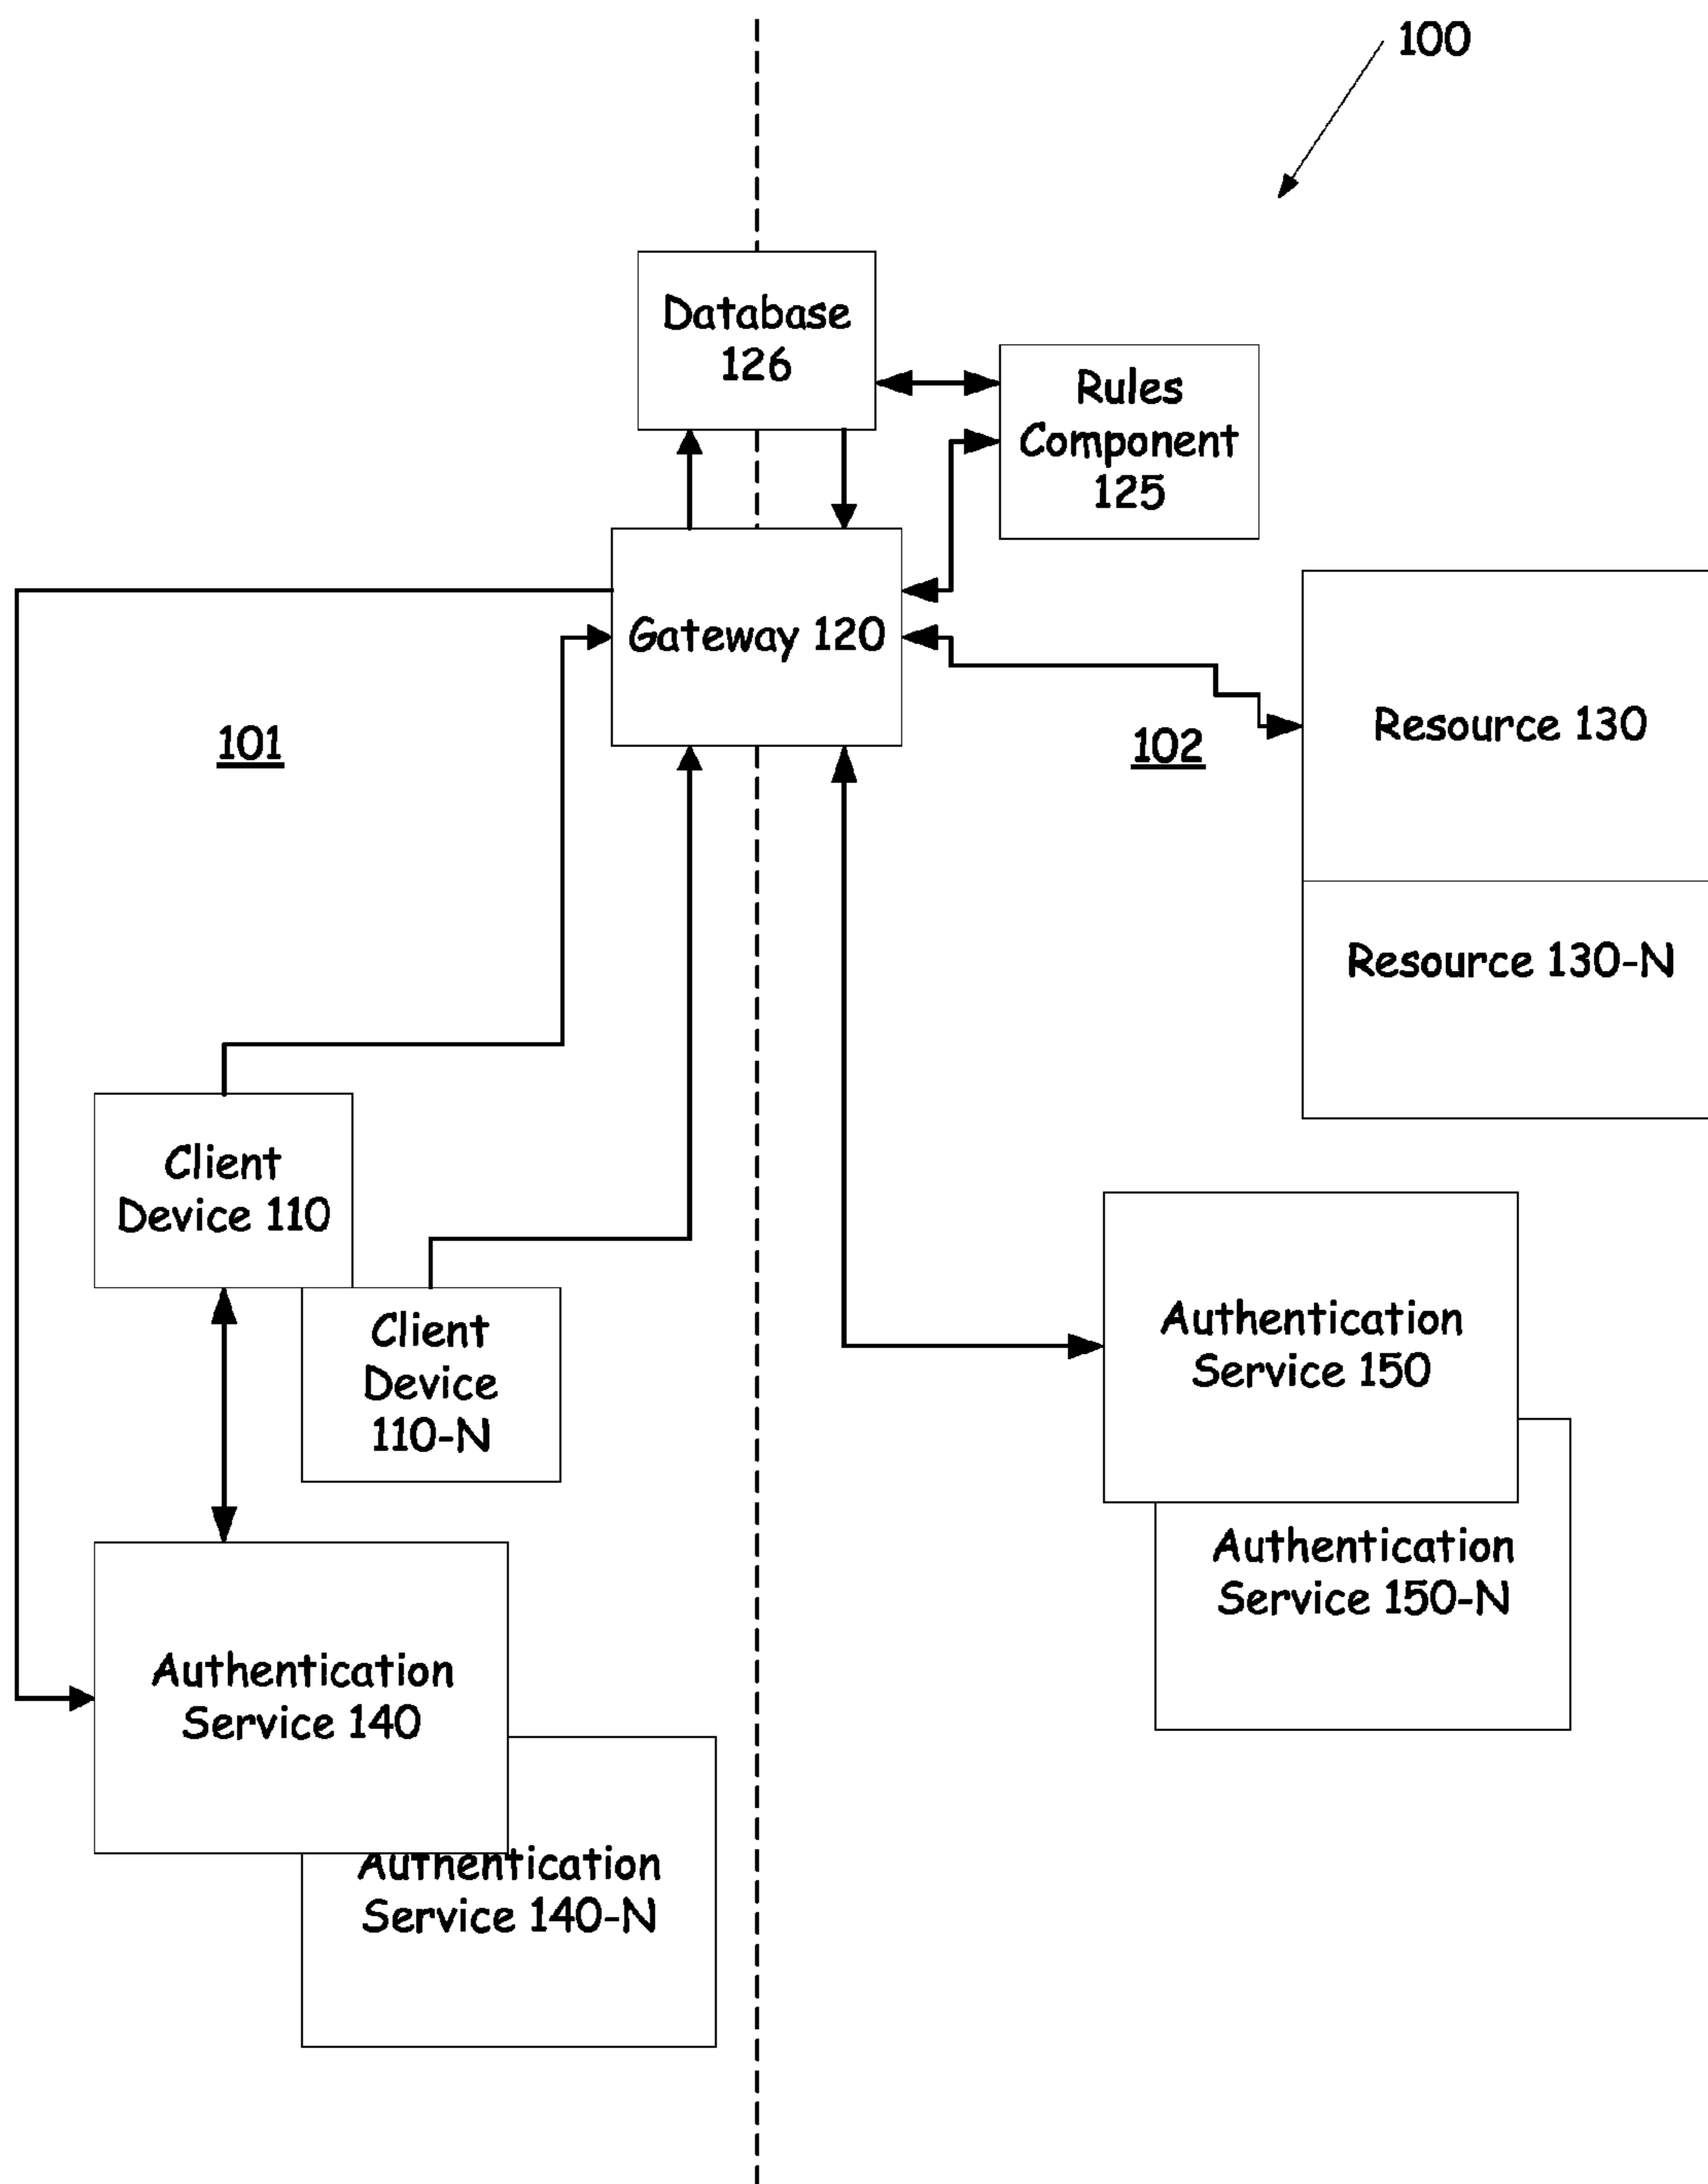 100
Database
126
Rules
Component
125
Gateway 120
101
102
Resource 130
Resource 130-N
Client
Device 110
Client
Device
110-N
Authentication
Service 150
Authentication
Service 150-N
Authentication
Service 140
Authentication
Service 140-N